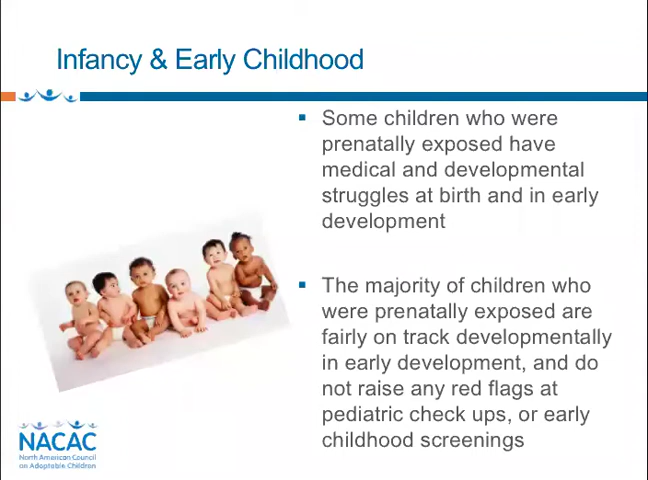 Infancy & Early Childhood
Some children who were
prenatally exposed have
medical and developmental
struggles at birth and in early
development
The majority of children who
were prenatally exposed are
fairly on track developmentally
in early development, and do
not raise any red flags at
pediatric check ups, or early
childhood screenings
NACAC
North American Council
on Adoptable Children